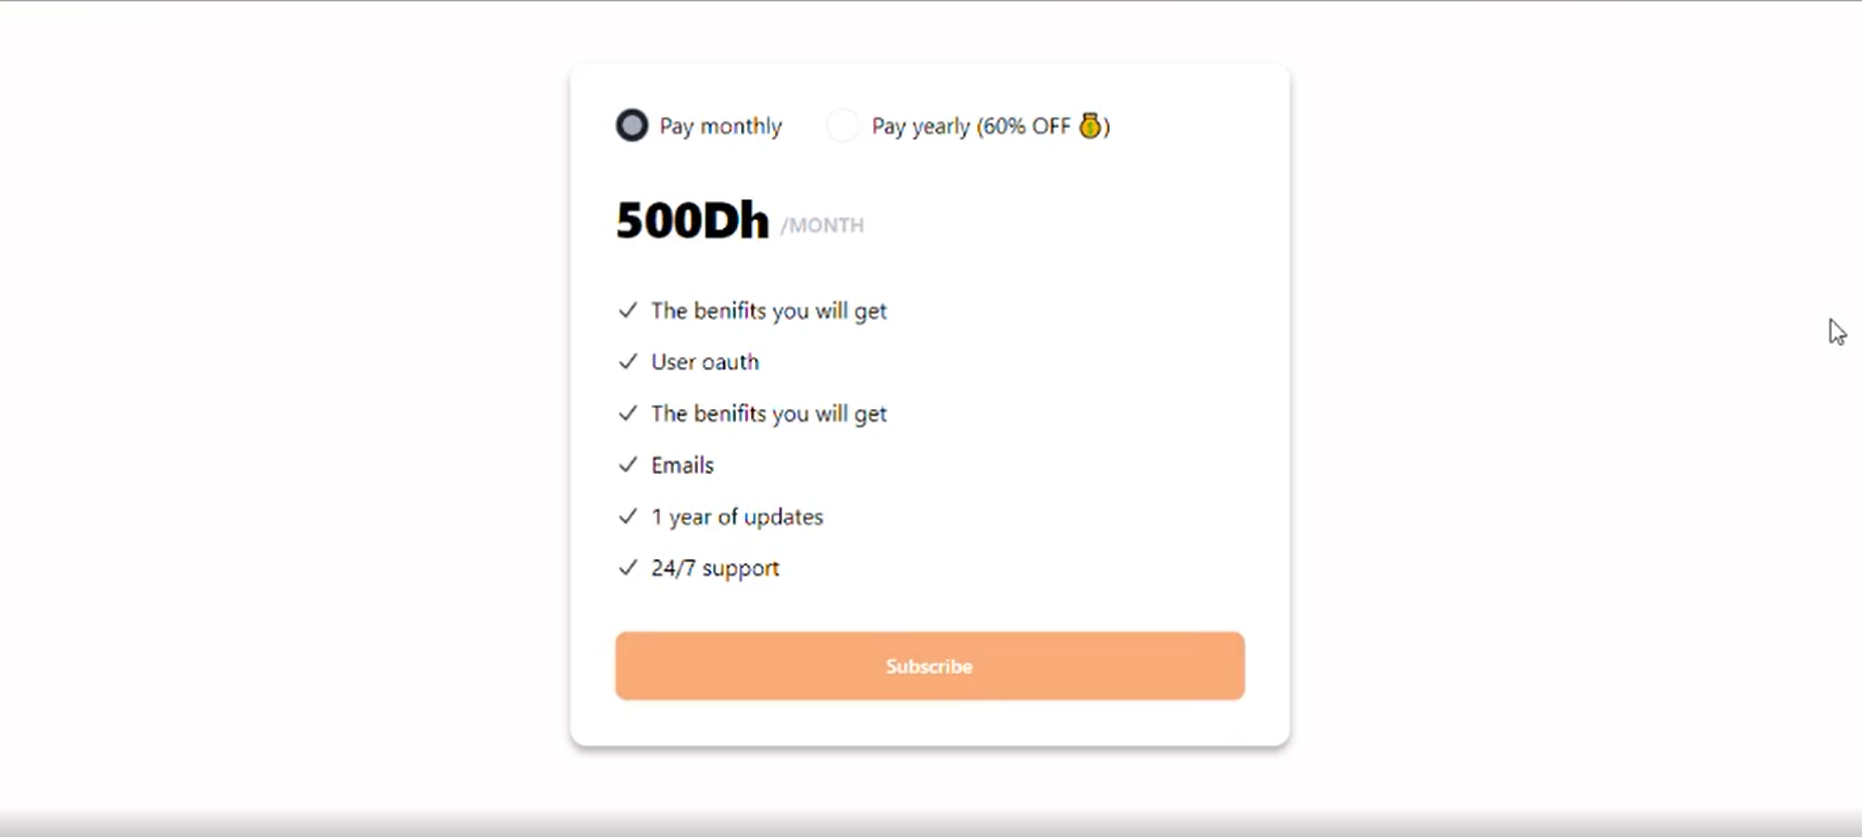 Pay monthly
Pay yearly (60% OFF 💰)
500Dh /MONTH
The benifits you will get
User oauth
The benifits you will get
Emails
1 year of updates
24/7 support
Subscribe